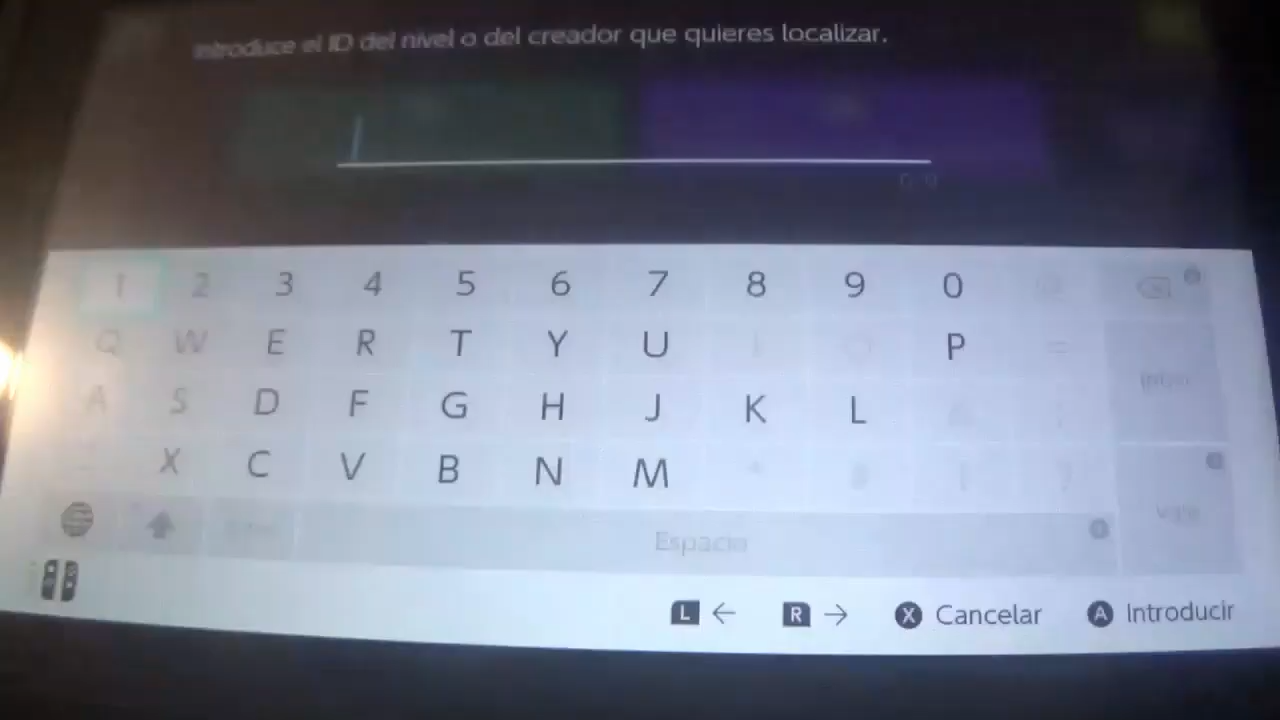 Introduce el ID del nivel o del creador que quieres localizar.
1 2 3 4 5 6 7 8 9 0
Q W E R T Y U P =
A S D F G H J K L
X C V B N M
Espacio
L ← R → X Cancelar A Introducir